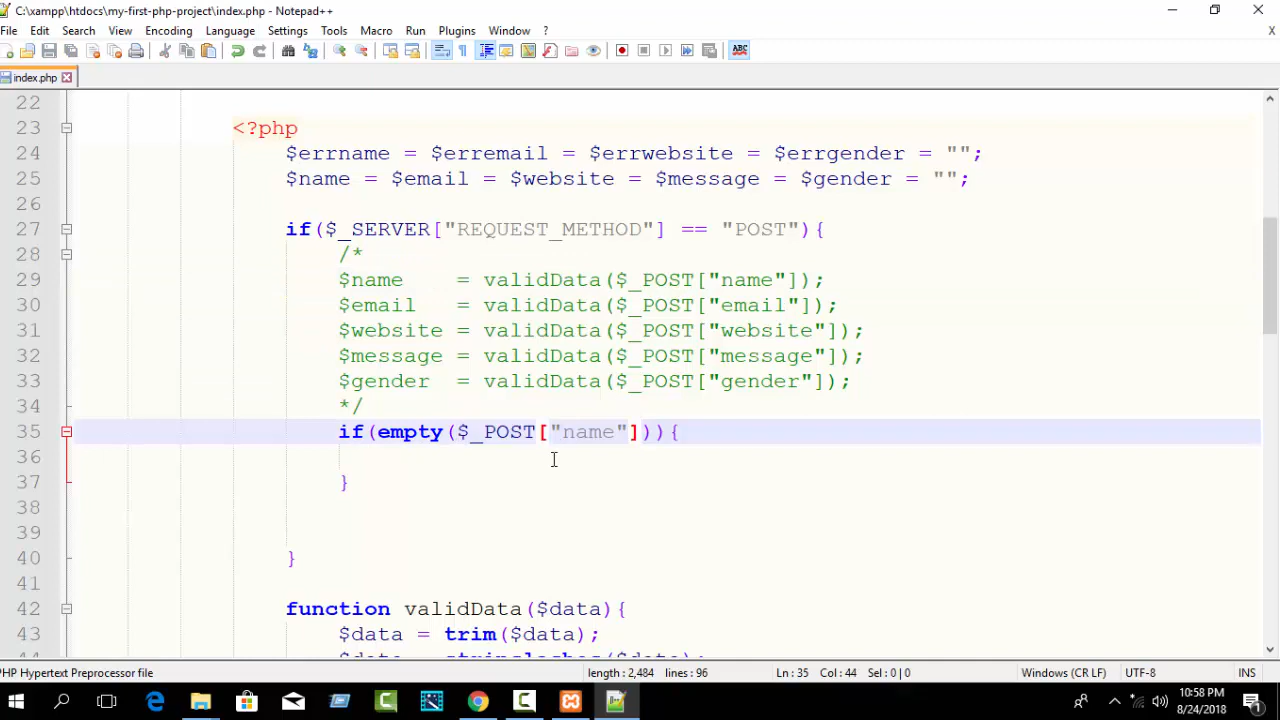 C:\xampp\htdocs\my-first-php-project\index.php - Notepad++
File Edit Search View Encoding Language Settings Tools Macro Run Plugins Window ? X
ABC
index.php
22
23 <?php
24 $errname = $erremail = $errwebsite = $errgender = "";
25 $name = $email = $website = $message = $gender = "";
26
27 if($_SERVER["REQUEST_METHOD"] == "POST"){
28 /*
29 $name = validData($_POST["name"]);
30 $email = validData($_POST["email"]);
31 $website = validData($_POST["website"]);
32 $message = validData($_POST["message"]);
33 $gender = validData($_POST["gender"]);
34 */
35 if(empty($_POST["name"])){
36
37 }
38
39
40 }
41
42 function validData($data){
43 $data = trim($data);
PHP Hypertext Preprocessor file length : 2,484 lines : 96 Ln : 35 Col : 44 Sel : 0 | 0 Windows (CR LF) UTF-8 INS
10:58 PM
8/24/2018